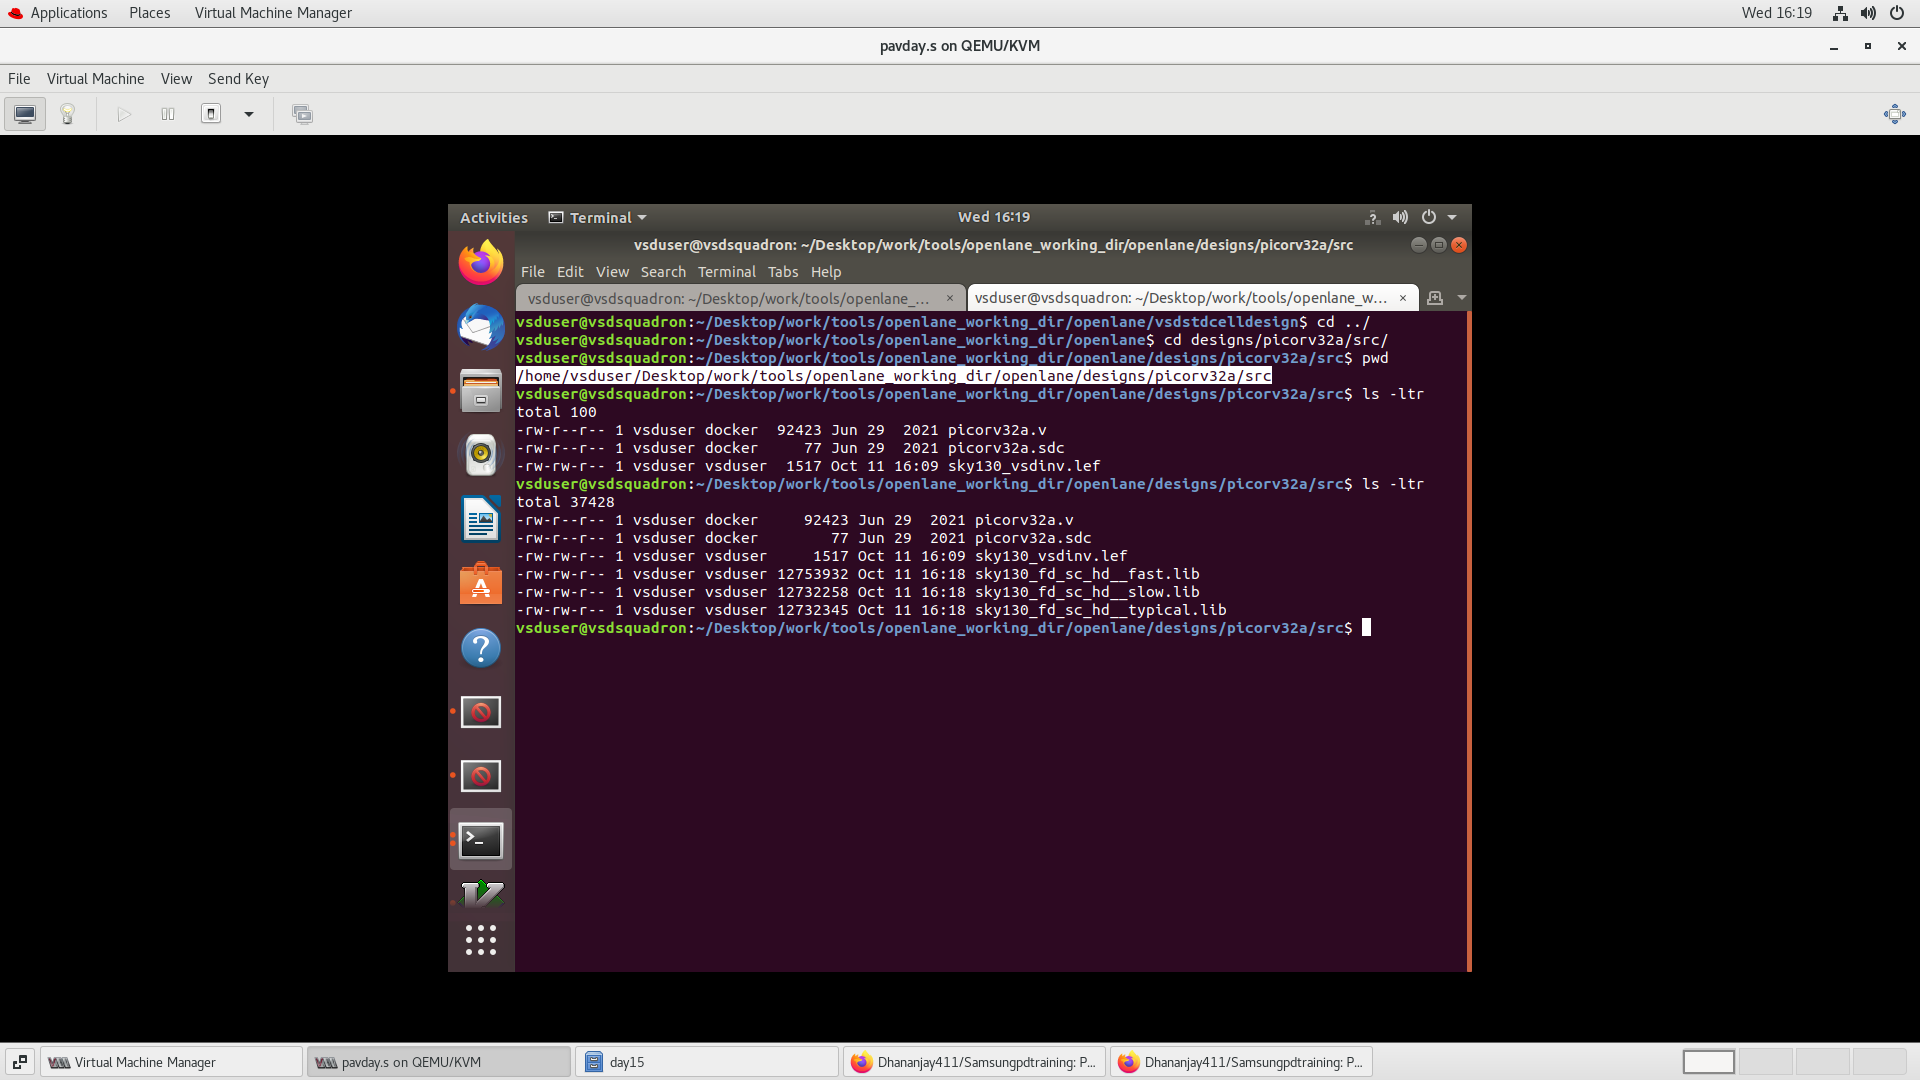 Applications Places Virtual Machine Manager Wed 16:19
pavday.s on QEMU/KVM
File Virtual Machine View Send Key
Activities Terminal Wed 16:19
vsduser@vsdsquadron: ~/Desktop/work/tools/openlane_working_dir/openlane/designs/picorv32a/src
File Edit View Search Terminal Tabs Help
vsduser@vsdsquadron: ~/Desktop/work/tools/openlane_... × vsduser@vsdsquadron: ~/Desktop/work/tools/openlane_w... ×
vsduser@vsdsquadron:~/Desktop/work/tools/openlane_working_dir/openlane/vsdstdcelldesign$ cd ../
vsduser@vsdsquadron:~/Desktop/work/tools/openlane_working_dir/openlane$ cd designs/picorv32a/src/
vsduser@vsdsquadron:~/Desktop/work/tools/openlane_working_dir/openlane/designs/picorv32a/src$ pwd
/home/vsduser/Desktop/work/tools/openlane_working_dir/openlane/designs/picorv32a/src
vsduser@vsdsquadron:~/Desktop/work/tools/openlane_working_dir/openlane/designs/picorv32a/src$ ls -ltr
total 100
-rw-r--r-- 1 vsduser docker  92423 Jun 29  2021 picorv32a.v
-rw-r--r-- 1 vsduser docker     77 Jun 29  2021 picorv32a.sdc
-rw-rw-r-- 1 vsduser vsduser  1517 Oct 11 16:09 sky130_vsdinv.lef
vsduser@vsdsquadron:~/Desktop/work/tools/openlane_working_dir/openlane/designs/picorv32a/src$ ls -ltr
total 37428
-rw-r--r-- 1 vsduser docker     92423 Jun 29  2021 picorv32a.v
-rw-r--r-- 1 vsduser docker        77 Jun 29  2021 picorv32a.sdc
-rw-rw-r-- 1 vsduser vsduser     1517 Oct 11 16:09 sky130_vsdinv.lef
-rw-rw-r-- 1 vsduser vsduser 12753932 Oct 11 16:18 sky130_fd_sc_hd__fast.lib
-rw-rw-r-- 1 vsduser vsduser 12732258 Oct 11 16:18 sky130_fd_sc_hd__slow.lib
-rw-rw-r-- 1 vsduser vsduser 12732345 Oct 11 16:18 sky130_fd_sc_hd__typical.lib
vsduser@vsdsquadron:~/Desktop/work/tools/openlane_working_dir/openlane/designs/picorv32a/src$
Virtual Machine Manager pavday.s on QEMU/KVM day15 Dhananjay411/Samsungpdtraining: P... Dhananjay411/Samsungpdtraining: P...